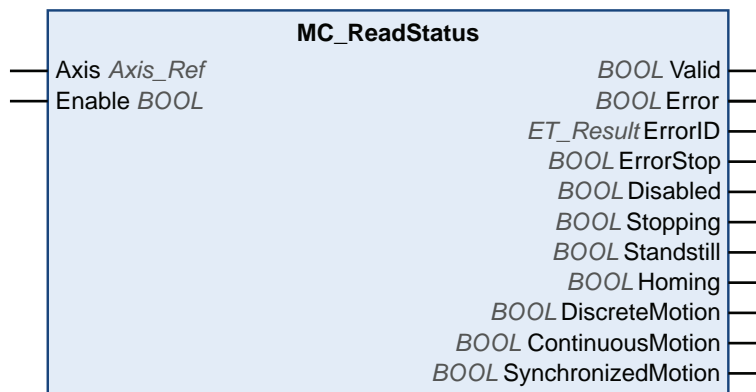 MC_ReadStatus
Axis Axis_Ref BOOL Valid
Enable BOOL BOOL Error
ET_Result ErrorID
BOOL ErrorStop
BOOL Disabled
BOOL Stopping
BOOL Standstill
BOOL Homing
BOOL DiscreteMotion
BOOL ContinuousMotion
BOOL SynchronizedMotion